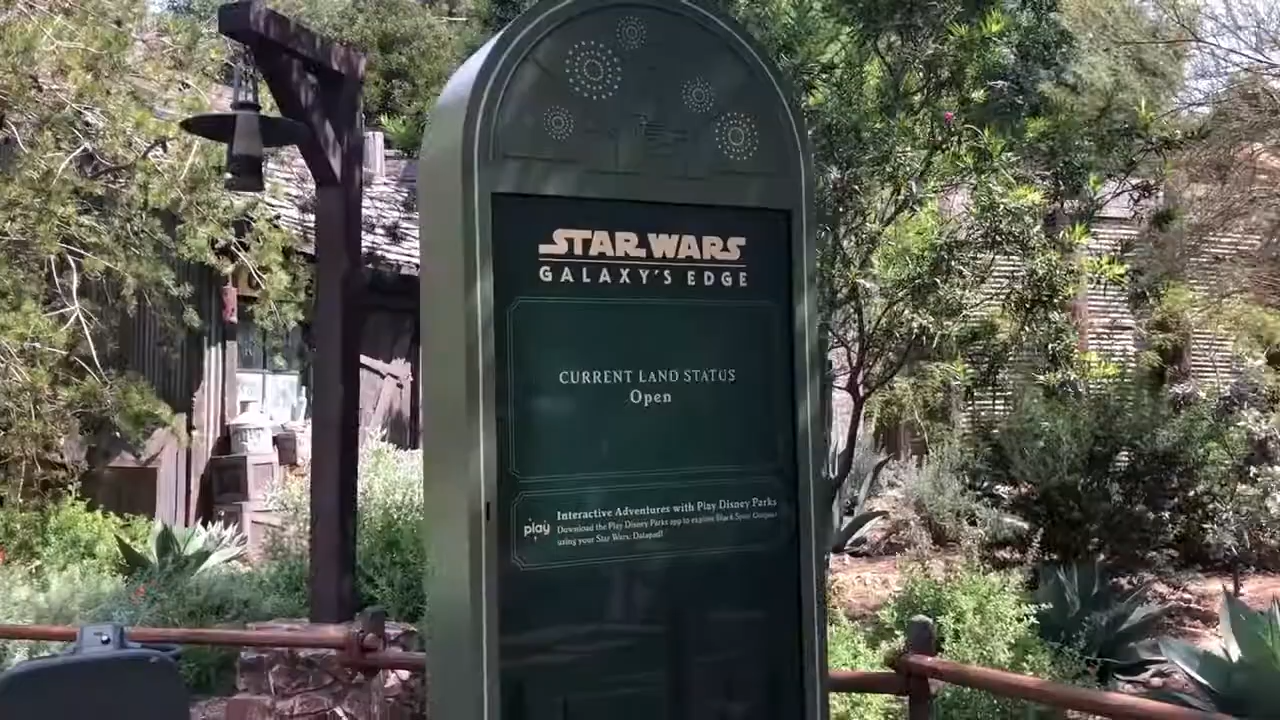 STAR WARS
GALAXY'S EDGE
CURRENT LAND STATUS
Open
Interactive Adventures with Play Disney Parks
play
Download the Play Disney Parks app to explore Black Spire Outpost
using your Star Wars: Datapad!